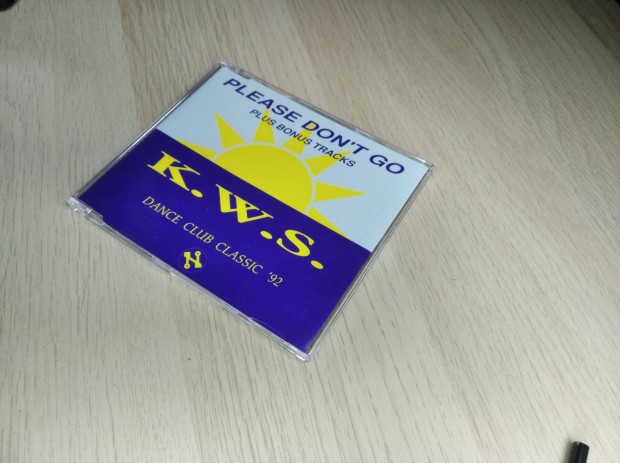 PLEASE DON'T GO
PLUS BONUS TRACKS
K.W.S.
DANCE CLUB CLASSIC '92